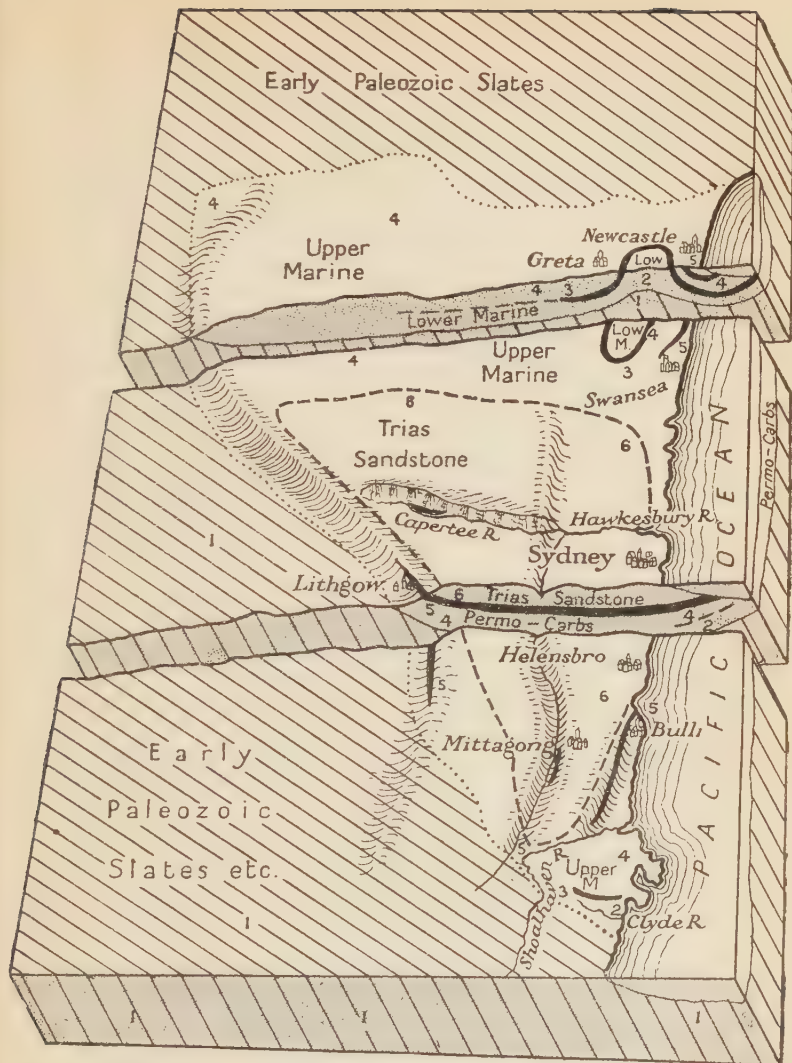 Early Paleozoic Slates
4
4
Upper
Marine
Newcastle
Greta
Low
5
4
3
2
4
1
Lower Marine
4
Upper
Marine
Low
M.
4
5
3
Swansea
6
Trias
Sandstone
6
OCEAN
Permo-Carbs
Capertee R
Hawkesbury R
1
Sydney
Lithgow
6
Trias Sandstone
5
4
Permo-Carbs
4
2
Helensbro
5
6
5
Mittagong
Bulli
PACIFIC
Early
Paleozoic
Slates etc.
5
4
Upper
M
3
2
Shoalhaven R
Clyde R
1
1
1
1